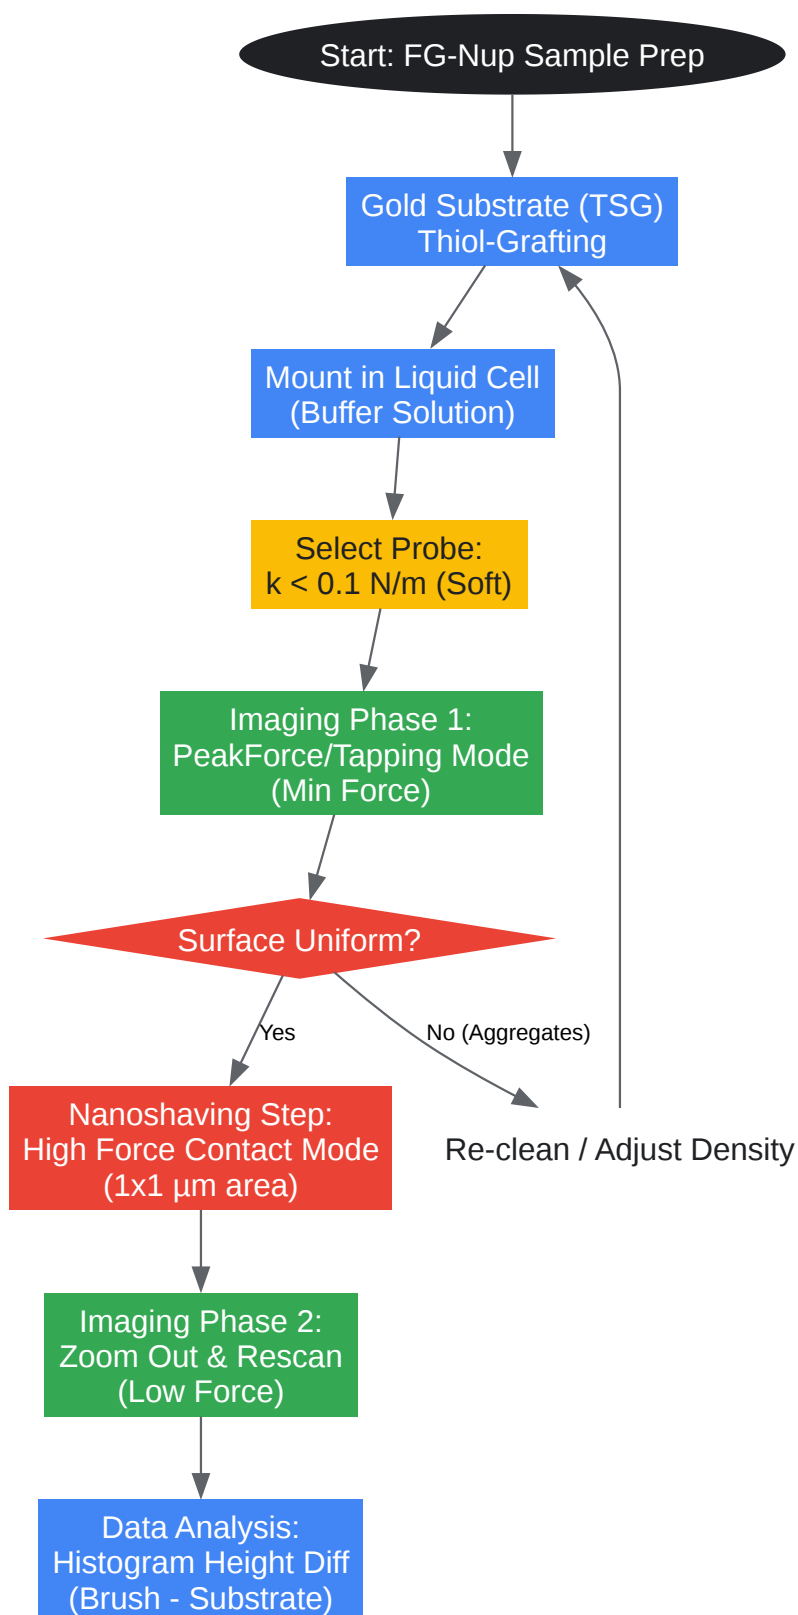 Start: FG-Nup Sample Prep
Gold Substrate (TSG)
Thiol-Grafting
Mount in Liquid Cell
(Buffer Solution)
Select Probe:
k < 0.1 N/m (Soft)
Imaging Phase 1:
PeakForce/Tapping Mode
(Min Force)
Surface Uniform?
Yes
No (Aggregates)
Nanoshaving Step:
High Force Contact Mode
(1x1 µm area)
Re-clean / Adjust Density
Imaging Phase 2:
Zoom Out & Rescan
(Low Force)
Data Analysis:
Histogram Height Diff
(Brush - Substrate)